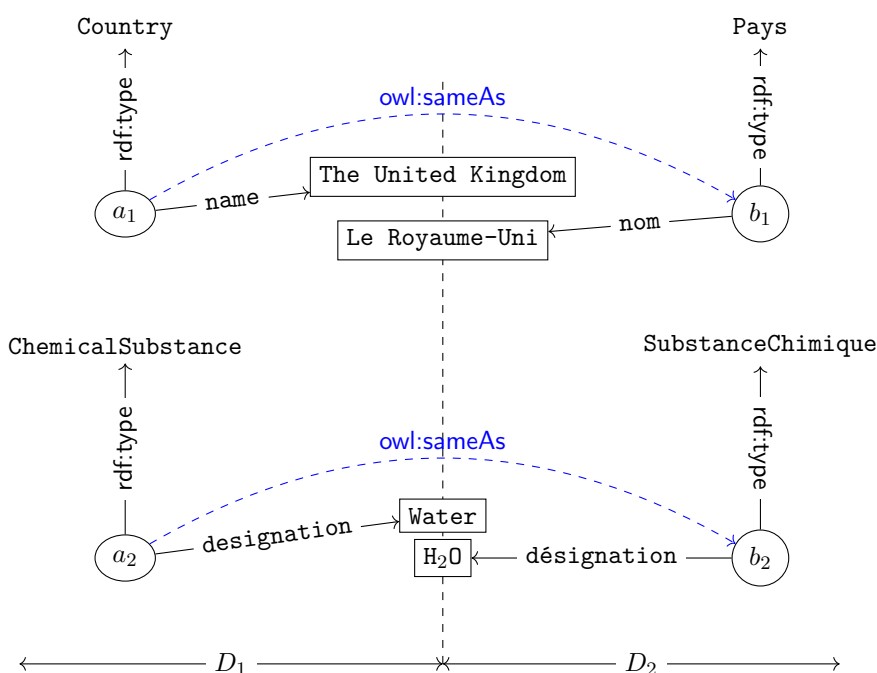 Country
Pays
owl:sameAs
rdf:type
rdf:type
The United Kingdom
name
a₁
b₁
nom
Le Royaume-Uni
ChemicalSubstance
SubstanceChimique
owl:sameAs
rdf:type
rdf:type
Water
designation
a₂
H₂O
désignation
b₂
D₁
D₂